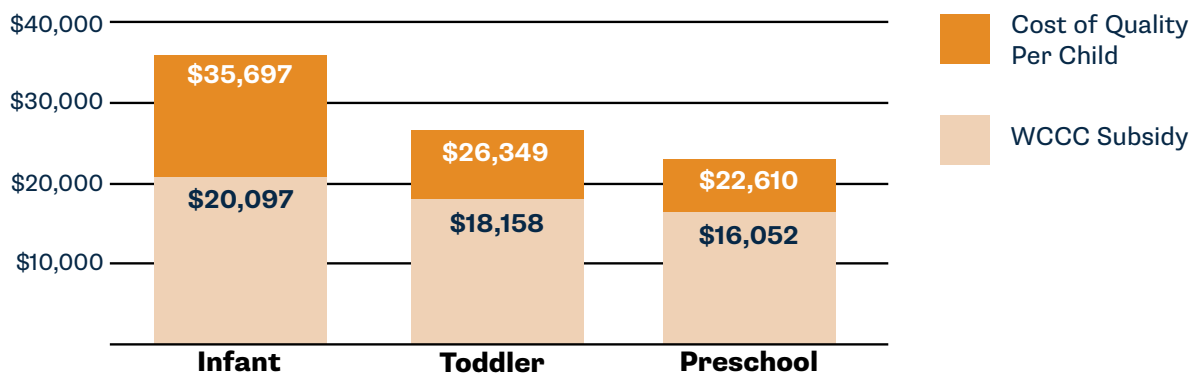 $40,000
$30,000
$20,000
$10,000
$35,697
$20,097
$26,349
$18,158
$22,610
$16,052
Infant
Toddler
Preschool
Cost of Quality
Per Child
WCCC Subsidy